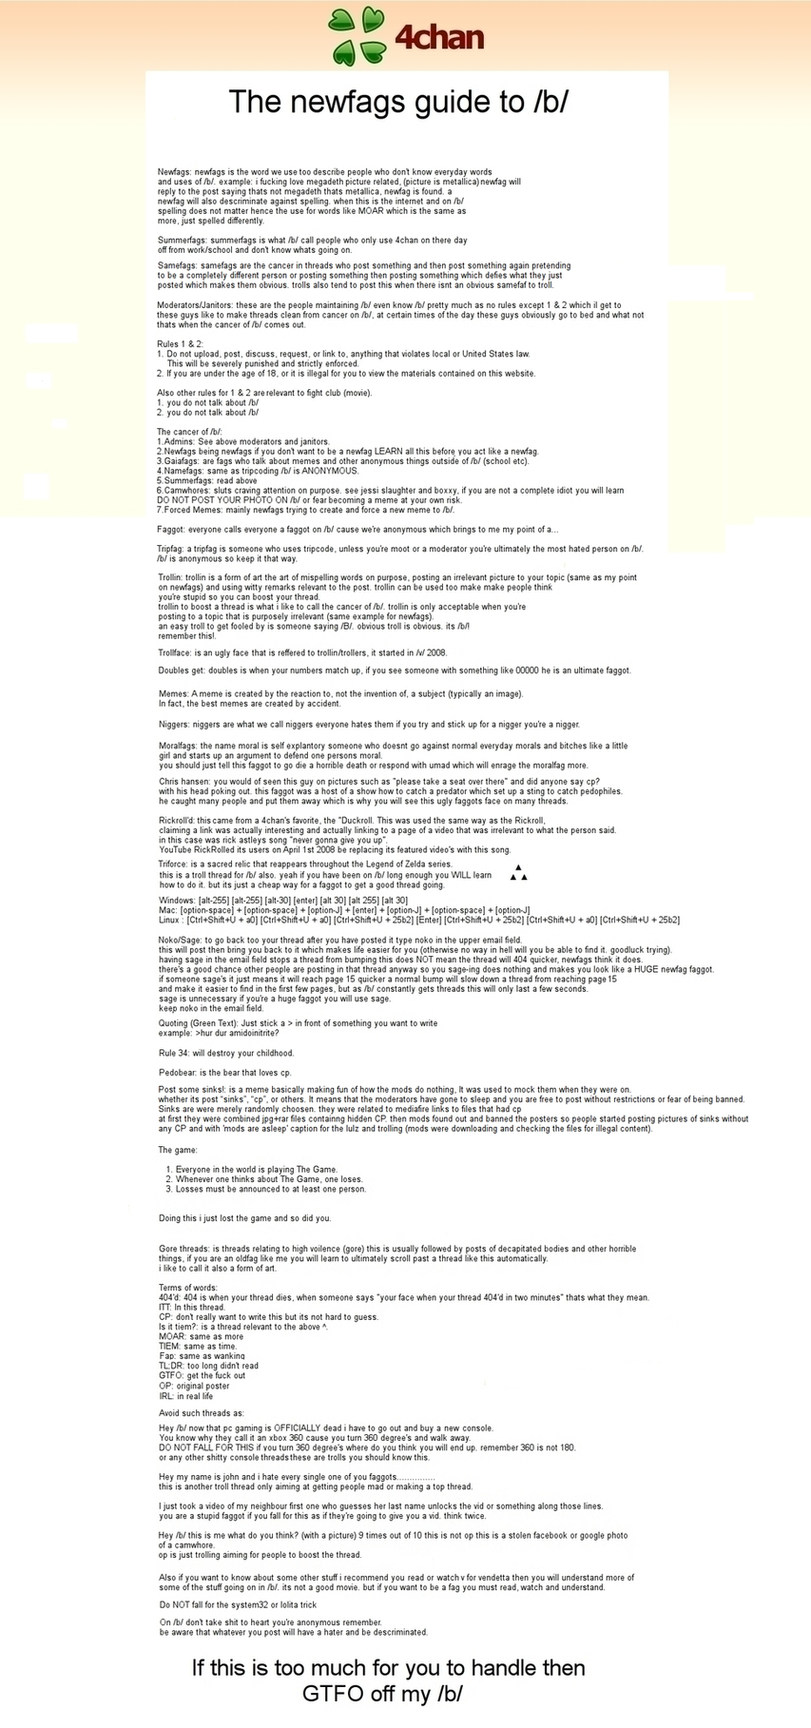 4chan
The newfags guide to /b/
Newfags: newfags is the word we use too describe people who don't know everyday words
and uses of /b/. example: i fucking love megadeth picture related, (picture is metallica) newfag will
reply to the post saying thats not megadeth thats metallica, newfag is found. a
newfag will also descriminate against spelling. when this is the internet and on /b/
spelling does not matter hence the use for words like MOAR which is the same as
more, just spelled differently.
Summerfags: summerfags is what /b/ call people who only use 4chan on there day
off from work/school and don't know whats going on.
Samefags: samefags are the cancer in threads who post something and then post something again pretending
to be a completely different person or posting something then posting something which defies what they just
posted which makes them obvious. trolls also tend to post this when there isnt an obvious samefaf to troll.
Moderators/Janitors: these are the people maintaining /b/ even know /b/ pretty much as no rules except 1 & 2 which il get to
these guys like to make threads clean from cancer on /b/, at certain times of the day these guys obviously go to bed and what not
thats when the cancer of /b/ comes out.
Rules 1 & 2:
1. Do not upload, post, discuss, request, or link to, anything that violates local or United States law.
This will be severely punished and strictly enforced.
2. If you are under the age of 18, or it is illegal for you to view the materials contained on this website.
Also other rules for 1 & 2 are relevant to fight club (movie).
1. you do not talk about /b/
2. you do not talk about /b/
The cancer of /b/:
1.Admins: See above moderators and janitors.
2.Newfags being newfags if you don't want to be a newfag LEARN all this before you act like a newfag.
3.Gaiafags: are fags who talk about memes and other anonymous things outside of /b/ (school etc).
4.Namefags: same as tripcoding /b/ is ANONYMOUS.
5.Summerfags: read above
6.Camwhores: sluts craving attention on purpose. see jessi slaughter and boxxy, if you are not a complete idiot you will learn
DO NOT POST YOUR PHOTO ON /b/ or fear becoming a meme at your own risk.
7.Forced Memes: mainly newfags trying to create and force a new meme to /b/.
Faggot: everyone calls everyone a faggot on /b/ cause we're anonymous which brings to me my point of a...
Tripfag: a tripfag is someone who uses tripcode, unless you're moot or a moderator you're ultimately the most hated person on /b/.
/b/ is anonymous so keep it that way.
Trollin: trollin is a form of art the art of mispelling words on purpose, posting an irrelevant picture to your topic (same as my point
on newfags) and using witty remarks relevant to the post. trollin can be used too make make people think
you're stupid so you can boost your thread.
trollin to boost a thread is what i like to call the cancer of /b/. trollin is only acceptable when you're
posting to a topic that is purposely irrelevant (same example for newfags).
an easy troll to get fooled by is someone saying /B/. obvious troll is obvious. its /b/!
remember this!.
Trollface: is an ugly face that is reffered to trollin/trollers, it started in /v/ 2008.
Doubles get: doubles is when your numbers match up, if you see someone with something like 00000 he is an ultimate faggot.
Memes: A meme is created by the reaction to, not the invention of, a subject (typically an image).
In fact, the best memes are created by accident.
Niggers: niggers are what we call niggers everyone hates them if you try and stick up for a nigger you're a nigger.
Moralfags: the name moral is self explantory someone who doesnt go against normal everyday morals and bitches like a little
girl and starts up an argument to defend one persons moral.
you should just tell this faggot to go die a horrible death or respond with umad which will enrage the moralfag more.
Chris hansen: you would of seen this guy on pictures such as "please take a seat over there" and did anyone say cp?
with his head poking out. this faggot was a host of a show how to catch a predator which set up a sting to catch pedophiles.
he caught many people and put them away which is why you will see this ugly faggots face on many threads.
Rickroll'd: this came from a 4chan's favorite, the "Duckroll. This was used the same way as the Rickroll,
claiming a link was actually interesting and actually linking to a page of a video that was irrelevant to what the person said.
in this case was rick astleys song "never gonna give you up".
YouTube RickRolled its users on April 1st 2008 be replacing its featured video's with this song.
Triforce: is a sacred relic that reappears throughout the Legend of Zelda series.
this is a troll thread for /b/ also. yeah if you have been on /b/ long enough you WILL learn
how to do it. but its just a cheap way for a faggot to get a good thread going.
▲
▲ ▲
Windows: [alt-255] [alt-255] [alt-30] [enter] [alt 30] [alt 255] [alt 30]
Mac: [option-space] + [option-space] + [option-J] + [enter] + [option-J] + [option-space] + [option-J]
Linux : [Ctrl+Shift+U + a0] [Ctrl+Shift+U + a0] [Ctrl+Shift+U + 25b2] [Enter] [Ctrl+Shift+U + 25b2] [Ctrl+Shift+U + a0] [Ctrl+Shift+U + 25b2]
Noko/Sage: to go back too your thread after you have posted it type noko in the upper email field.
this will post then bring you back to it which makes life easier for you (otherwise no way in hell will you be able to find it. goodluck trying).
having sage in the email field stops a thread from bumping this does NOT mean the thread will 404 quicker, newfags think it does.
there's a good chance other people are posting in that thread anyway so you sage-ing does nothing and makes you look like a HUGE newfag faggot.
if someone sage's it just means it will reach page 15 quicker a normal bump will slow down a thread from reaching page 15
and make it easier to find in the first few pages, but as /b/ constantly gets threads this will only last a few seconds.
sage is unnecessary if you're a huge faggot you will use sage.
keep noko in the email field.
Quoting (Green Text): Just stick a > in front of something you want to write
example: >hur dur amidoinitrite?
Rule 34: will destroy your childhood.
Pedobear: is the bear that loves cp.
Post some sinks!: is a meme basically making fun of how the mods do nothing, It was used to mock them when they were on.
whether its post "sinks", "cp", or others. It means that the moderators have gone to sleep and you are free to post without restrictions or fear of being banned.
Sinks are were merely randomly choosen. they were related to mediafire links to files that had cp
at first they were combined jpg+rar files containng hidden CP. then mods found out and banned the posters so people started posting pictures of sinks without
any CP and with 'mods are asleep' caption for the lulz and trolling (mods were downloading and checking the files for illegal content).
The game:
1. Everyone in the world is playing The Game.
2. Whenever one thinks about The Game, one loses.
3. Losses must be announced to at least one person.
Doing this i just lost the game and so did you.
Gore threads: is threads relating to high voilence (gore) this is usually followed by posts of decapitated bodies and other horrible
things, if you are an oldfag like me you will learn to ultimately scroll past a thread like this automatically.
i like to call it also a form of art.
Terms of words:
404'd: 404 is when your thread dies, when someone says "your face when your thread 404'd in two minutes" thats what they mean.
ITT: In this thread.
CP: don't really want to write this but its not hard to guess.
Is it tiem?: is a thread relevant to the above ^.
MOAR: same as more
TIEM: same as time.
Fap: same as wanking
TL;DR: too long didn't read
GTFO: get the fuck out
OP: original poster
IRL: in real life
Avoid such threads as:
Hey /b/ now that pc gaming is OFFICIALLY dead i have to go out and buy a new console.
You know why they call it an xbox 360 cause you turn 360 degree's and walk away.
DO NOT FALL FOR THIS if you turn 360 degree's where do you think you will end up. remember 360 is not 180.
or any other shitty console threads these are trolls you should know this.
Hey my name is john and i hate every single one of you faggots...............
this is another troll thread only aiming at getting people mad or making a top thread.
I just took a video of my neighbour first one who guesses her last name unlocks the vid or something along those lines.
you are a stupid faggot if you fall for this as if they're going to give you a vid. think twice.
Hey /b/ this is me what do you think? (with a picture) 9 times out of 10 this is not op this is a stolen facebook or google photo
of a camwhore.
op is just trolling aiming for people to boost the thread.
Also if you want to know about some other stuff i recommend you read or watch v for vendetta then you will understand more of
some of the stuff going on in /b/. its not a good movie. but if you want to be a fag you must read, watch and understand.
Do NOT fall for the system32 or lolita trick
On /b/ don't take shit to heart you're anonymous remember.
be aware that whatever you post will have a hater and be descriminated.
If this is too much for you to handle then
GTFO off my /b/